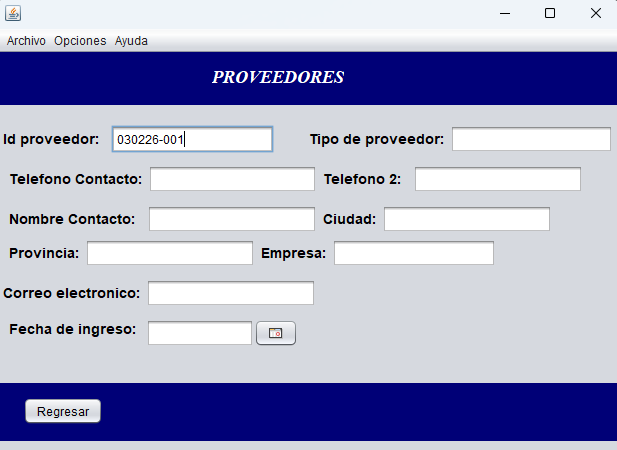 Archivo Opciones Ayuda
PROVEEDORES
Id proveedor: 030226-001 Tipo de proveedor:
Telefono Contacto: Telefono 2:
Nombre Contacto: Ciudad:
Provincia: Empresa:
Correo electronico:
Fecha de ingreso:
Regresar